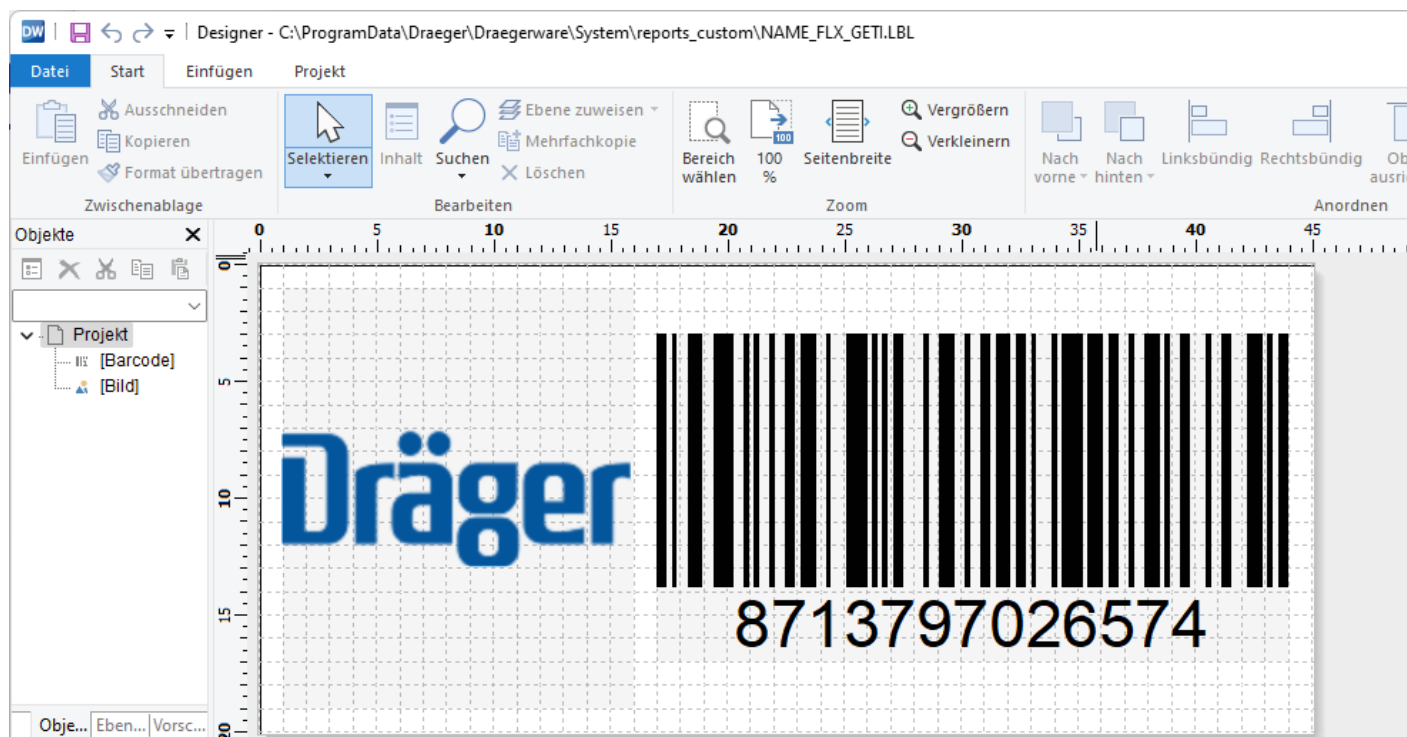 DW Designer - C:\ProgramData\Draeger\Draegerware\System\reports_custom\NAME_FLX_GETI.LBL
Datei Start Einfügen Projekt
Einfügen
Ausschneiden
Kopieren
Format übertragen
Zwischenablage
Selektieren
Inhalt
Suchen
Ebene zuweisen
Mehrfachkopie
Löschen
Bearbeiten
Bereich wählen
100
100 %
Seitenbreite
Vergrößern
Verkleinern
Zoom
Nach vorne
Nach hinten
Linksbündig
Rechtsbündig
Anordnen
Objekte
0 5 10 15 20 25 30 35 40 45
Projekt
[Barcode]
[Bild]
0
5
10
15
20
Dräger
8713797026574
Obje... Eben... Vorsc...